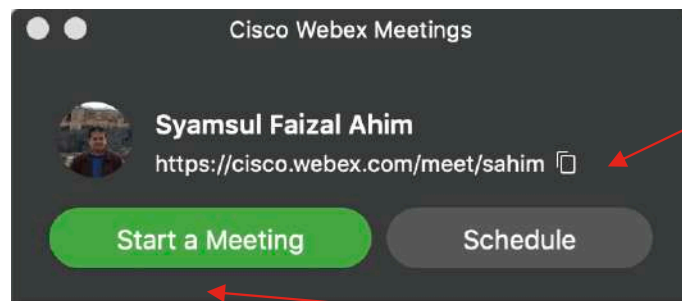 Cisco Webex Meetings
Syamsul Faizal Ahim
https://cisco.webex.com/meet/sahim
Start a Meeting
Schedule